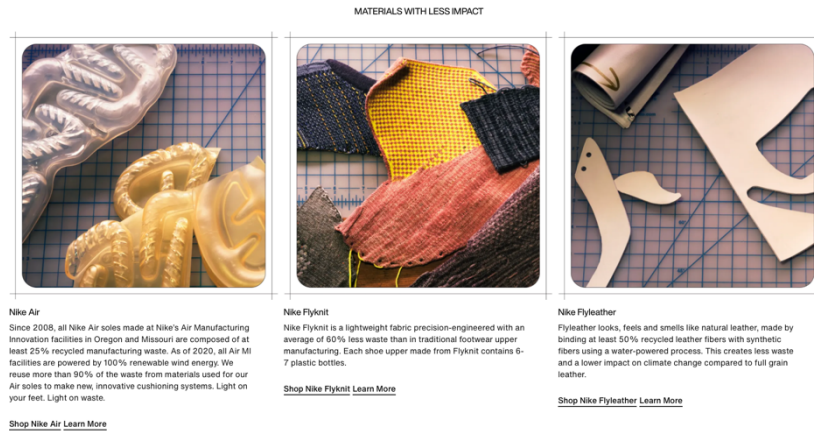 MATERIALS WITH LESS IMPACT
Nike Air
Since 2008, all Nike Air soles made at Nike's Air Manufacturing
Innovation facilities in Oregon and Missouri are composed of at
least 25% recycled manufacturing waste. As of 2020, all Air MI
facilities are powered by 100% renewable wind energy. We
reuse more than 90% of the waste from materials used for our
Air soles to make new, innovative cushioning systems. Light on
your feet. Light on waste.
Shop Nike Air Learn More
Nike Flyknit
Nike Flyknit is a lightweight fabric precision-engineered with an
average of 60% less waste than in traditional footwear upper
manufacturing. Each shoe upper made from Flyknit contains 6-
7 plastic bottles.
Shop Nike Flyknit Learn More
Nike Flyleather
Flyleather looks, feels and smells like natural leather, made by
binding at least 50% recycled leather fibers with synthetic
fibers using a water-powered process. This creates less waste
and a lower impact on climate change compared to full grain
leather.
Shop Nike Flyleather Learn More